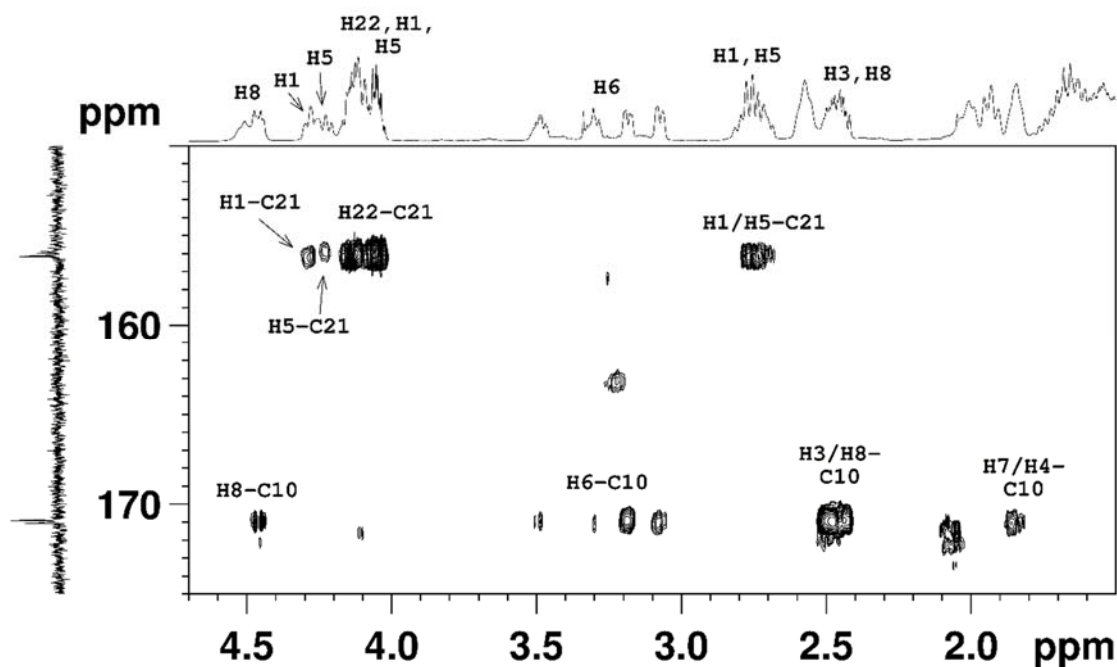 H22,H1,
H5
H5
H1
H8
H6
H1,H5
H3,H8
ppm
H1-C21
H22-C21
H1/H5-C21
H5-C21
160
H8-C10
H6-C10
H3/H8-
C10
H7/H4-
C10
170
4.5 4.0 3.5 3.0 2.5 2.0 ppm